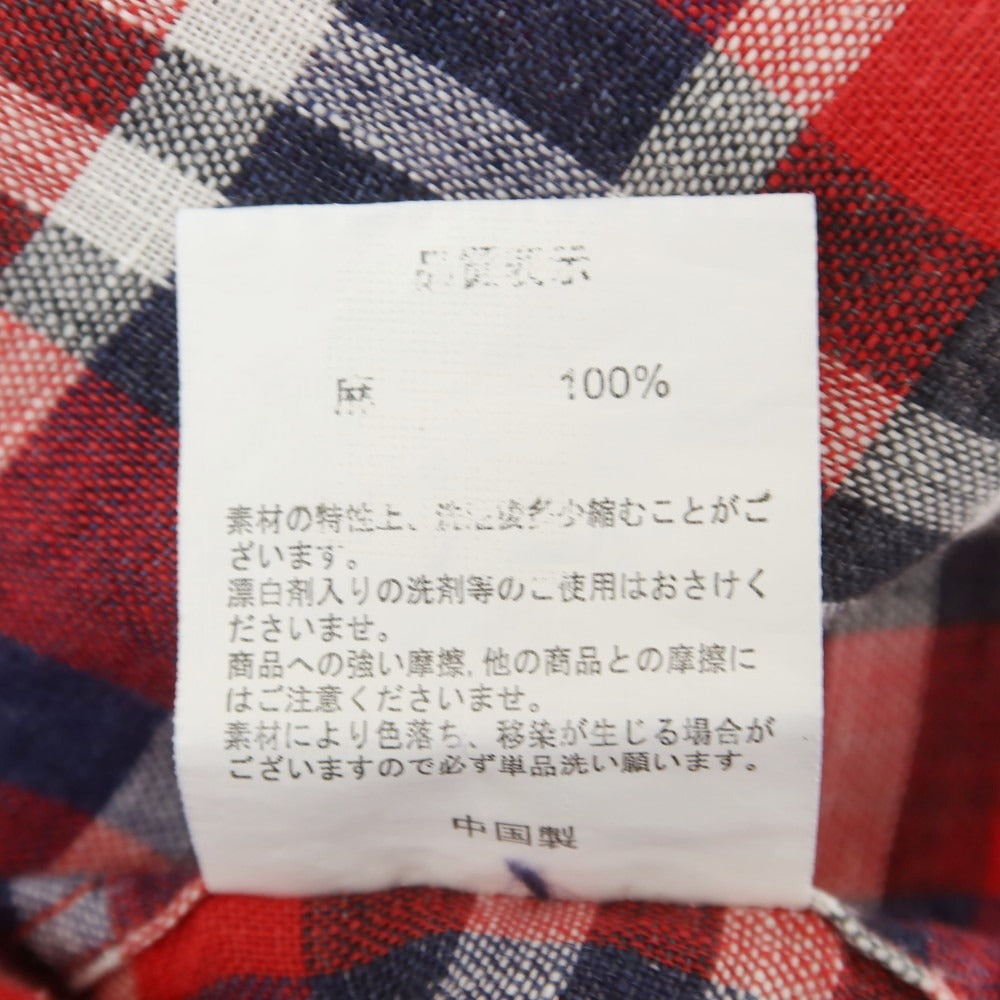 品質表示
麻 100%
素材の特性上、洗濯後多少縮むことがご
ざいます。
漂白剤入りの洗剤等のご使用はおさけく
ださいませ。
商品への強い摩擦,他の商品との摩擦に
はご注意くださいませ。
素材により色落ち、移染が生じる場合が
ございますので必ず単品洗い願います。
中国製